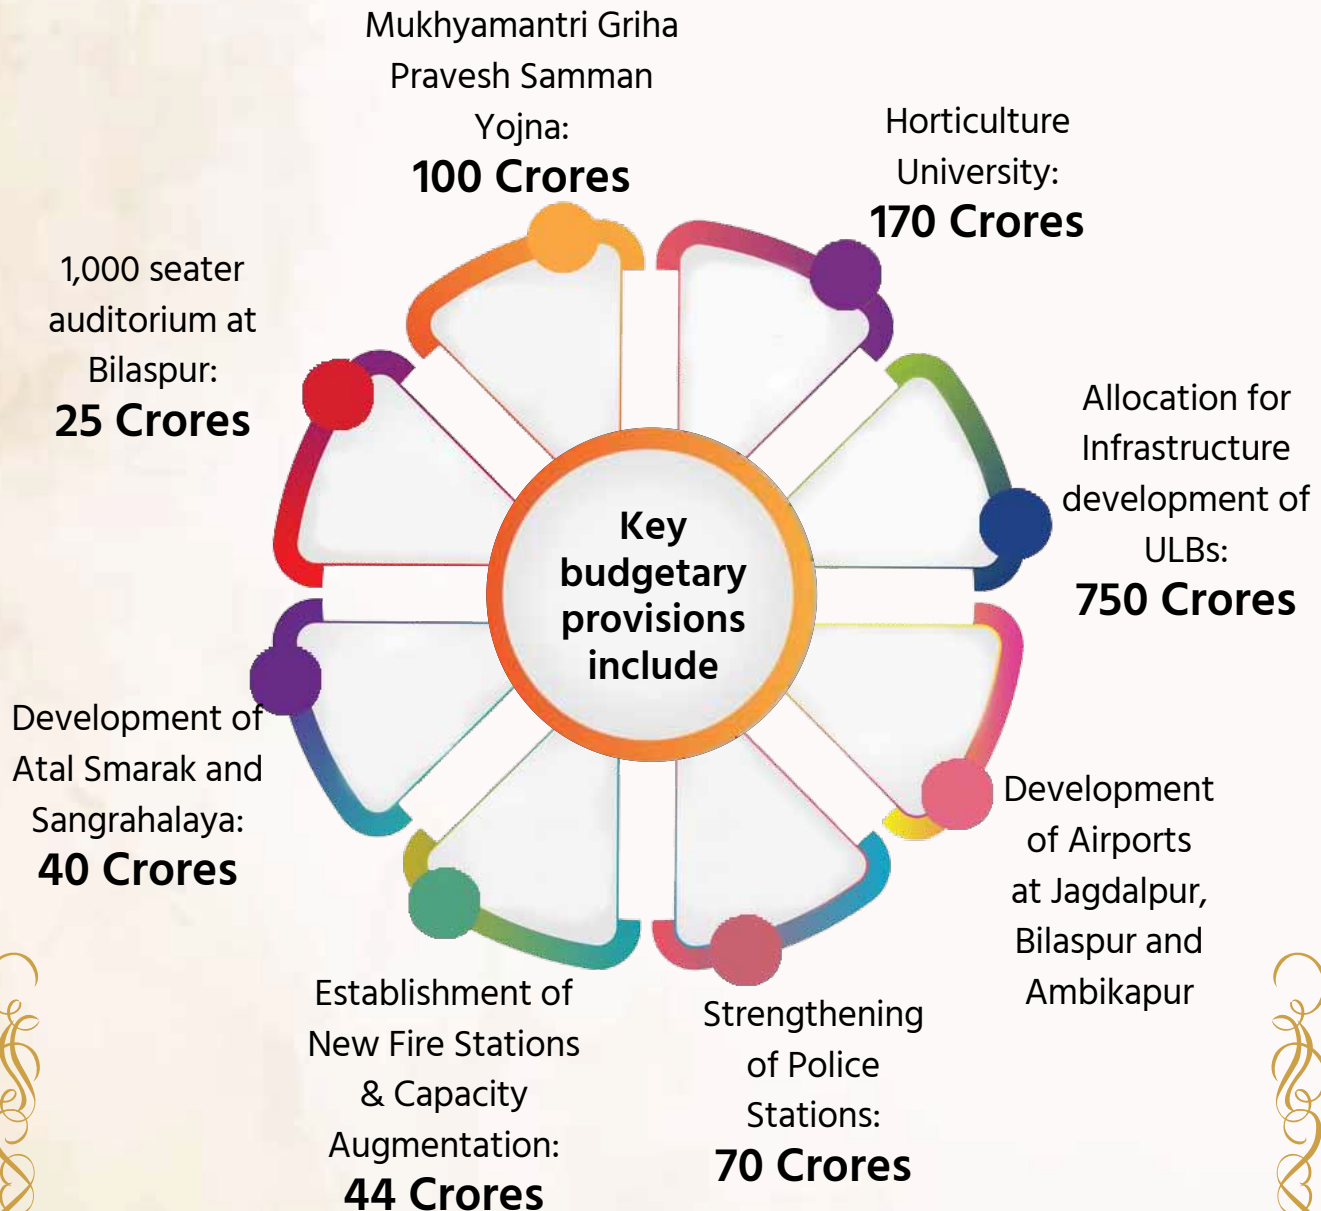 Mukhyamantri Griha
Pravesh Samman
Yojna:
100 Crores
Horticulture
University:
170 Crores
1,000 seater
auditorium at
Bilaspur:
25 Crores
Allocation for
Infrastructure
development of
ULBs:
750 Crores
Key
budgetary
provisions
include
Development of
Atal Smarak and
Sangrahalaya:
40 Crores
Development
of Airports
at Jagdalpur,
Bilaspur and
Ambikapur
Establishment of
New Fire Stations
& Capacity
Augmentation:
44 Crores
Strengthening
of Police
Stations:
70 Crores